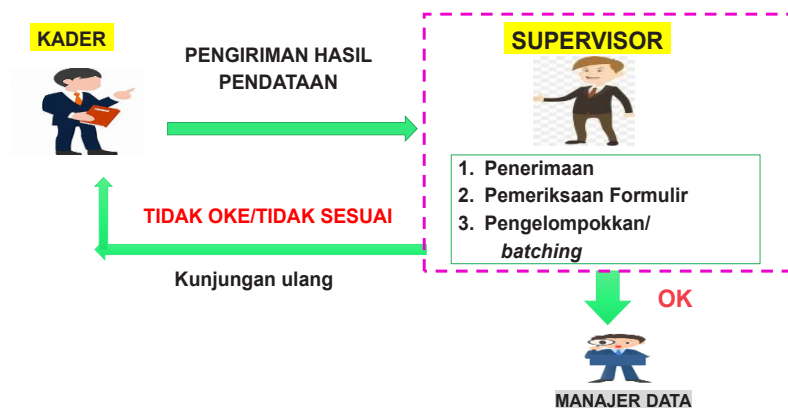 KADER
PENGIRIMAN HASIL
PENDATAAN
SUPERVISOR
1. Penerimaan
2. Pemeriksaan Formulir
3. Pengelompokkan/
batching
TIDAK OKE/TIDAK SESUAI
Kunjungan ulang
OK
MANAJER DATA